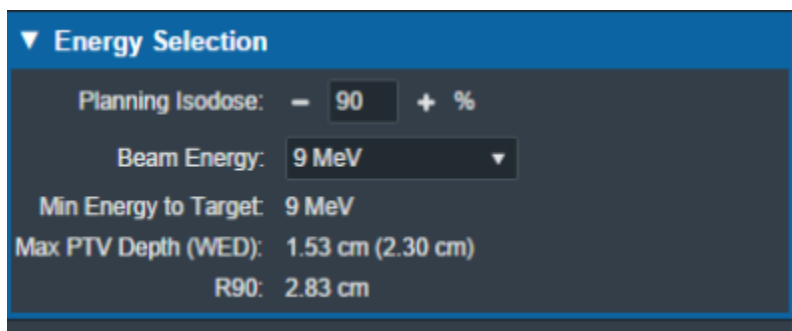 ▼ Energy Selection
Planning Isodose: – 90 + %
Beam Energy: 9 MeV ▼
Min Energy to Target: 9 MeV
Max PTV Depth (WED): 1.53 cm (2.30 cm)
R90: 2.83 cm